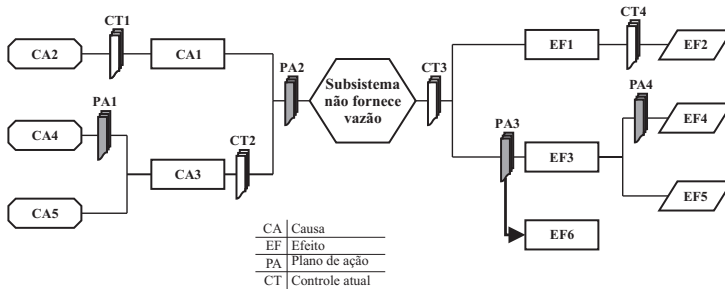 CT1
CA2
CA1
PA2
PA1
CA4
CT2
CA3
CA5
Subsistema
não fornece
vazão
CT3
CT4
EF1
EF2
PA3
PA4
EF3
EF4
EF5
EF6
CA Causa
EF Efeito
PA Plano de ação
CT Controle atual